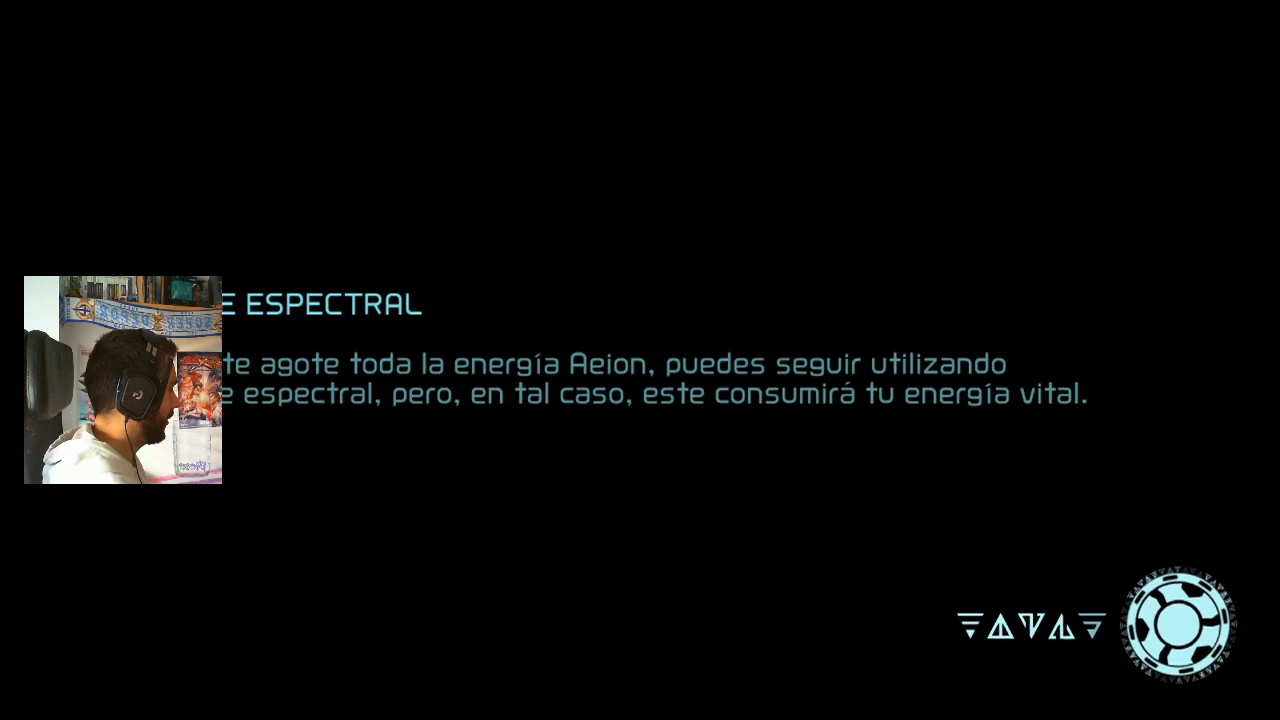 E ESPECTRAL
te agote toda la energía Aeion, puedes seguir utilizando
e espectral, pero, en tal caso, este consumirá tu energía vital.